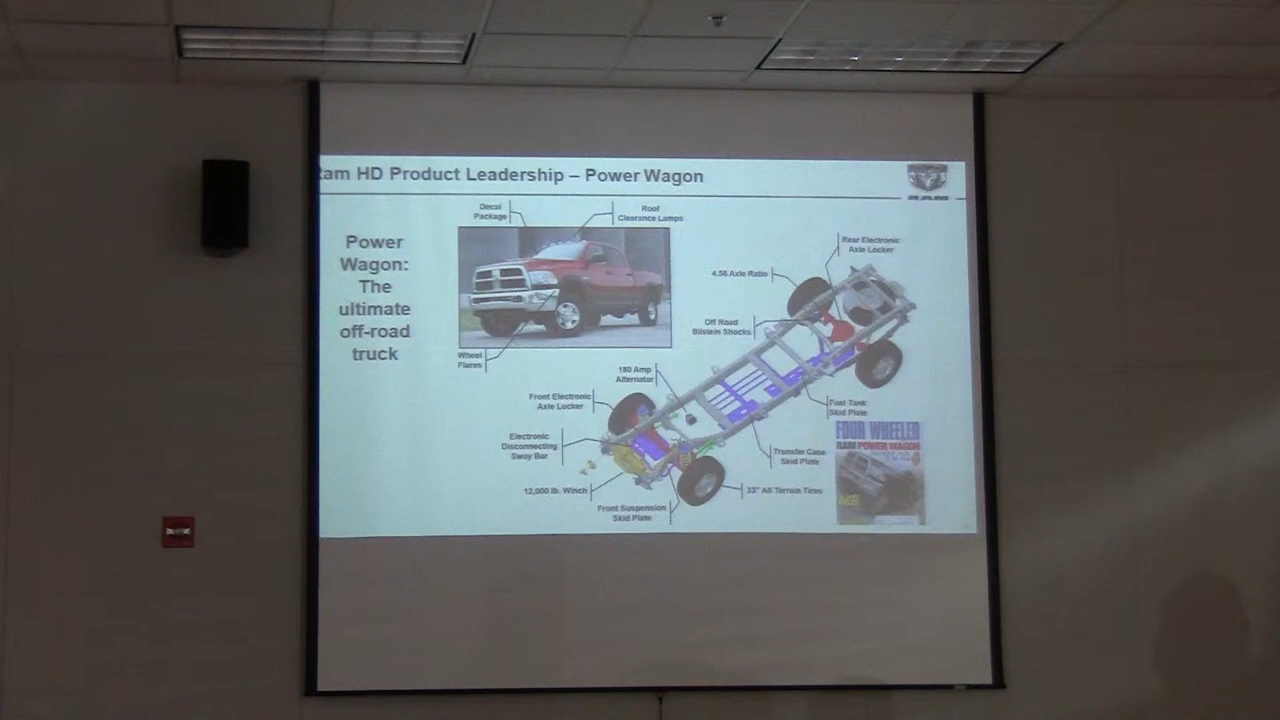 Ram HD Product Leadership – Power Wagon
Power
Wagon:
The
ultimate
off-road
truck
Decal
Package
Roof
Clearance Lamps
Wheel
Flares
Rear Electronic
Axle Locker
4.56 Axle Ratio
Off Road
Bilstein Shocks
180 Amp
Alternator
Front Electronic
Axle Locker
Fuel Tank
Skid Plate
Electronic
Disconnecting
Sway Bar
Transfer Case
Skid Plate
12,000 lb. Winch
33" All Terrain Tires
Front Suspension
Skid Plate
FOUR WHEELER
RAM POWER WAGON